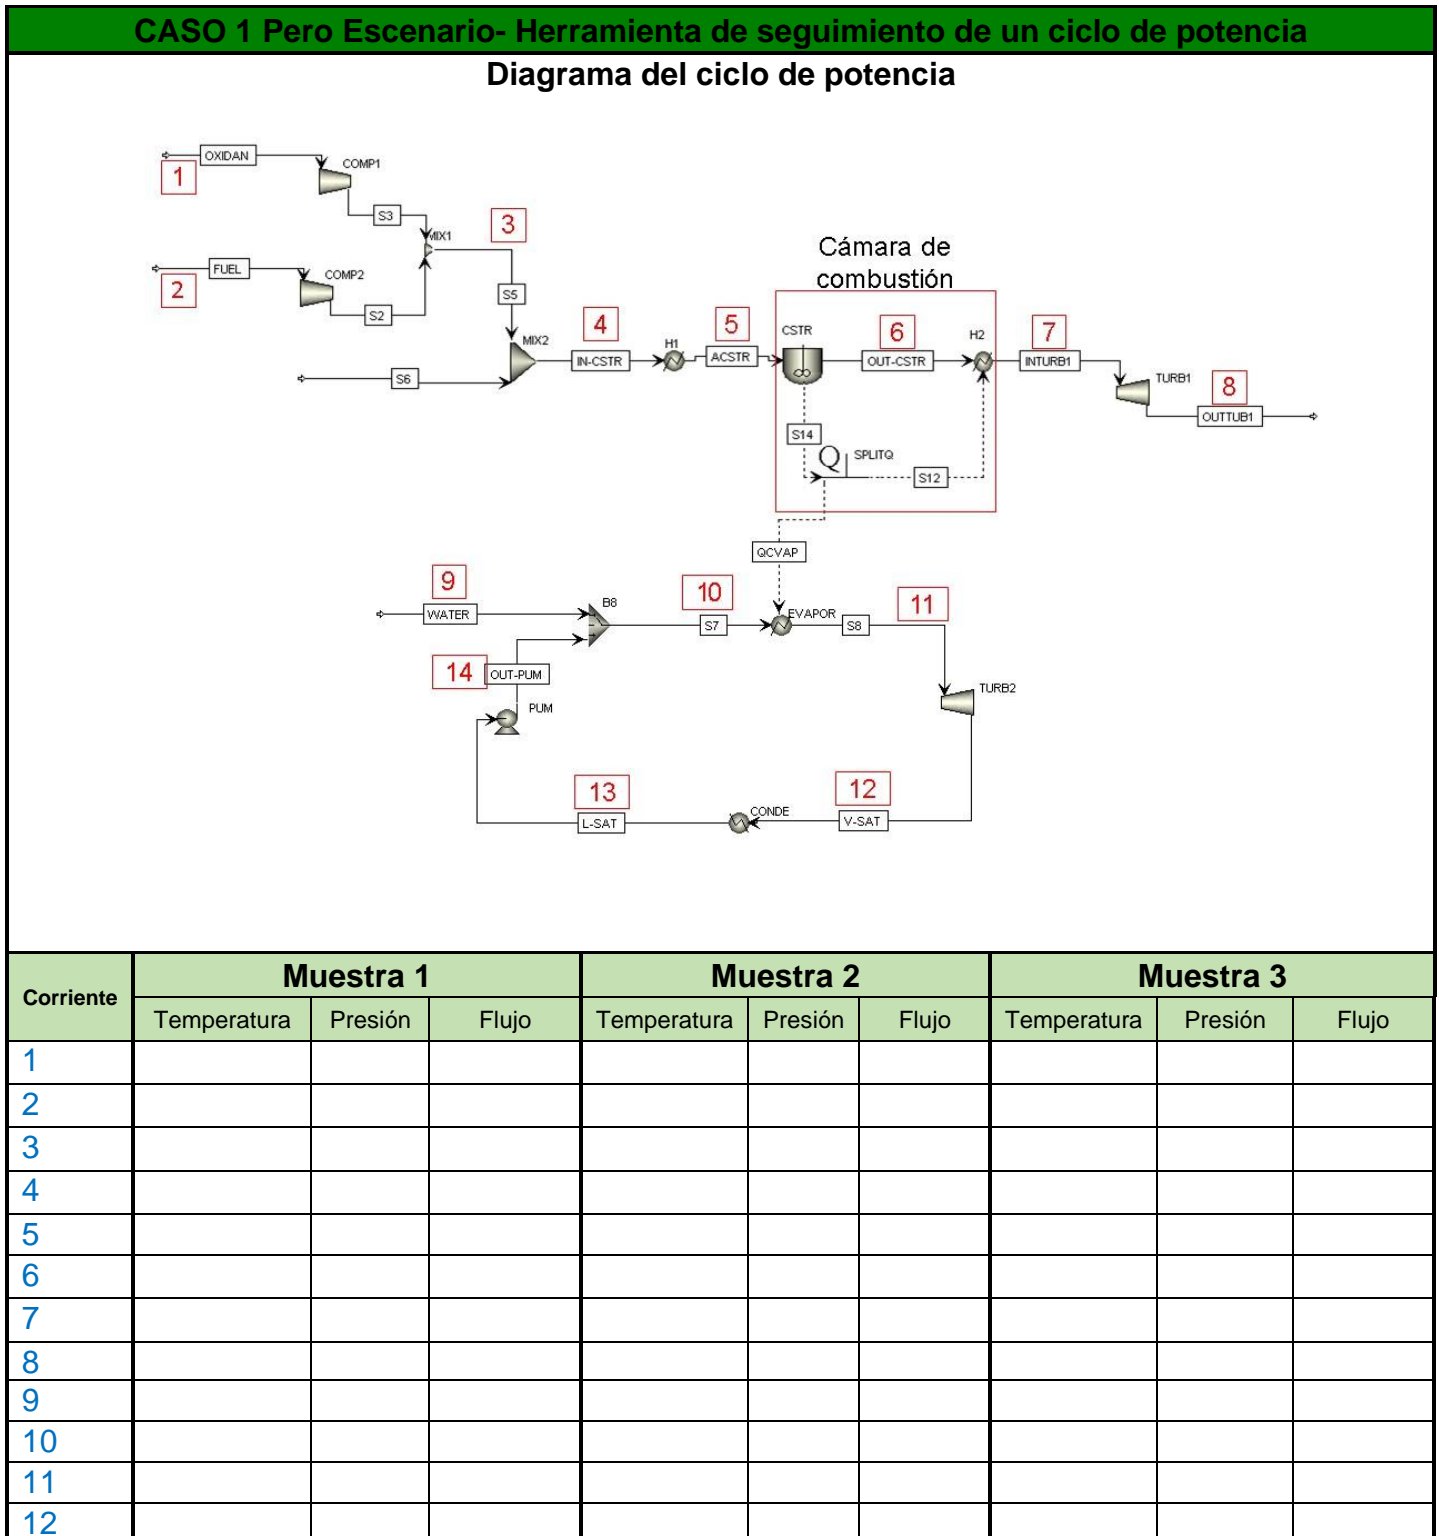 CASO 1 Pero Escenario- Herramienta de seguimiento de un ciclo de potencia
Diagrama del ciclo de potencia
OXIDAN
COMP1
1
S3
3
MIX1
FUEL
COMP2
2
S2
S5
Cámara de
combustión
4
5
6
7
CSTR
H2
MIX2
H1
IN-CSTR
ACSTR
OUT-CSTR
INTURB1
TURB1
8
S6
OUTTUB1
S14
Q
SPLITQ
S12
QCVAP
9
10
11
WATER
B8
S7
EVAPOR
S8
14
OUT-PUM
TURB2
PUM
13
12
CONDE
L-SAT
V-SAT
Corriente Muestra 1 Muestra 2 Muestra 3
Temperatura Presión Flujo Temperatura Presión Flujo Temperatura Presión Flujo
1
2
3
4
5
6
7
8
9
10
11
12